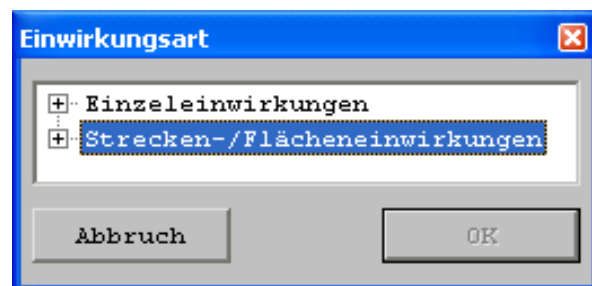 Einwirkungsart
Einzeleinwirkungen
Strecken-/Flächeneinwirkungen
Abbruch
OK